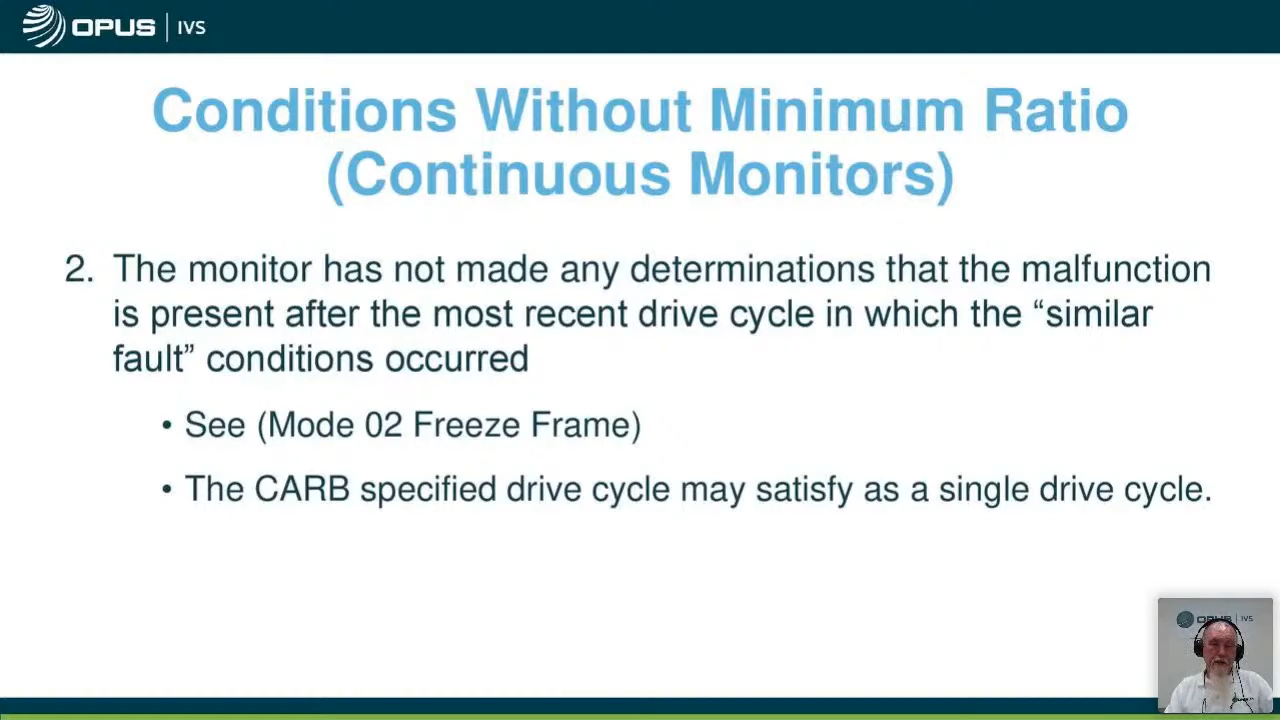 OPUS | IVS
Conditions Without Minimum Ratio
(Continuous Monitors)
2. The monitor has not made any determinations that the malfunction
is present after the most recent drive cycle in which the “similar
fault” conditions occurred
• See (Mode 02 Freeze Frame)
• The CARB specified drive cycle may satisfy as a single drive cycle.
OPUS | IVS